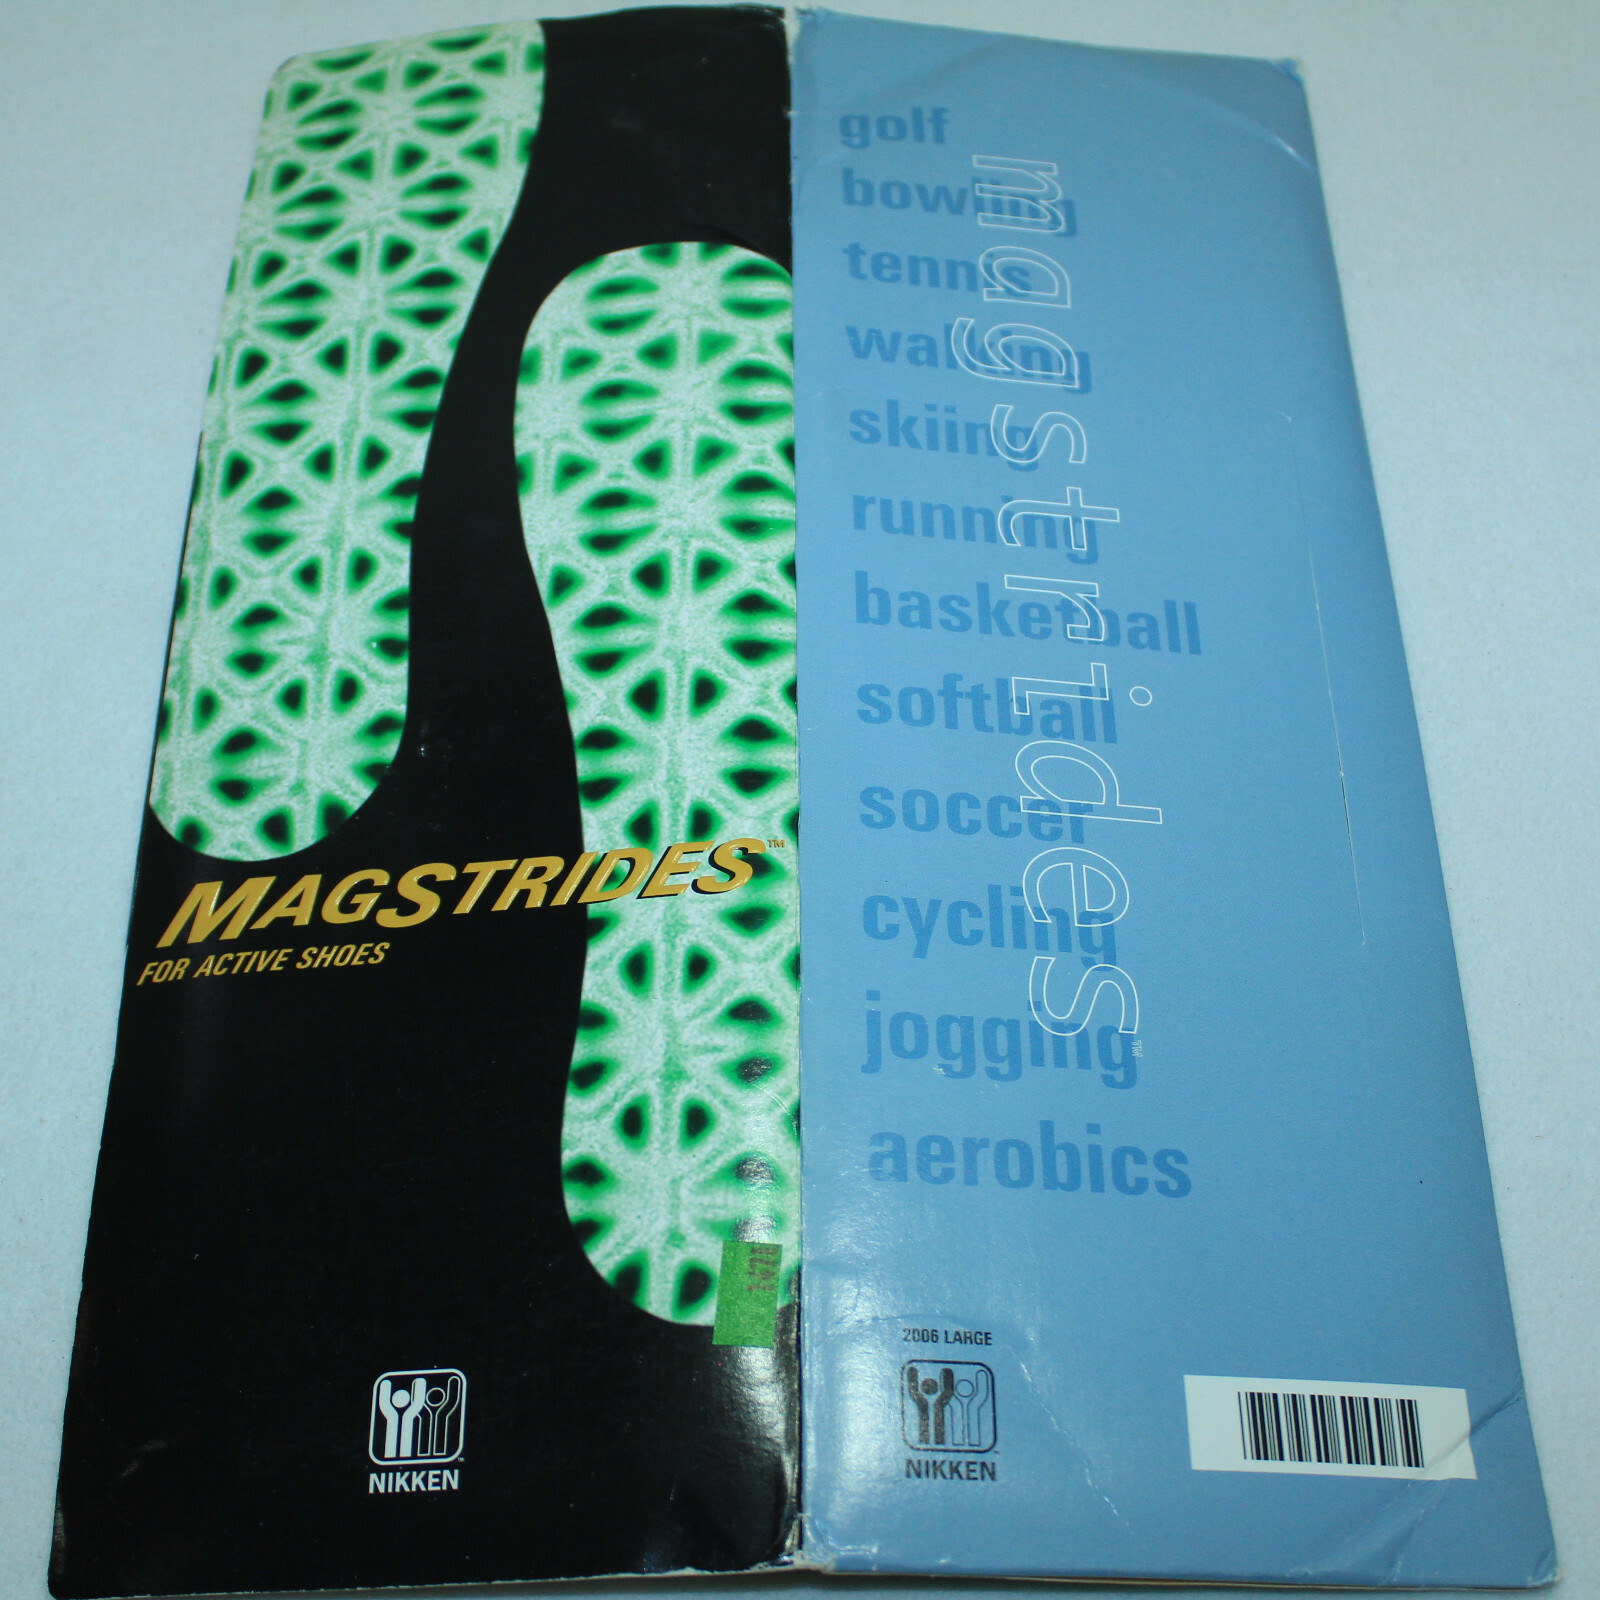 MAGSTRIDES™
FOR ACTIVE SHOES
NIKKEN
golf
bowling
tennis
walking
skiing
running
basketball
softball
soccer
cycling
jogging
aerobics
magstrides™
2006 LARGE
NIKKEN